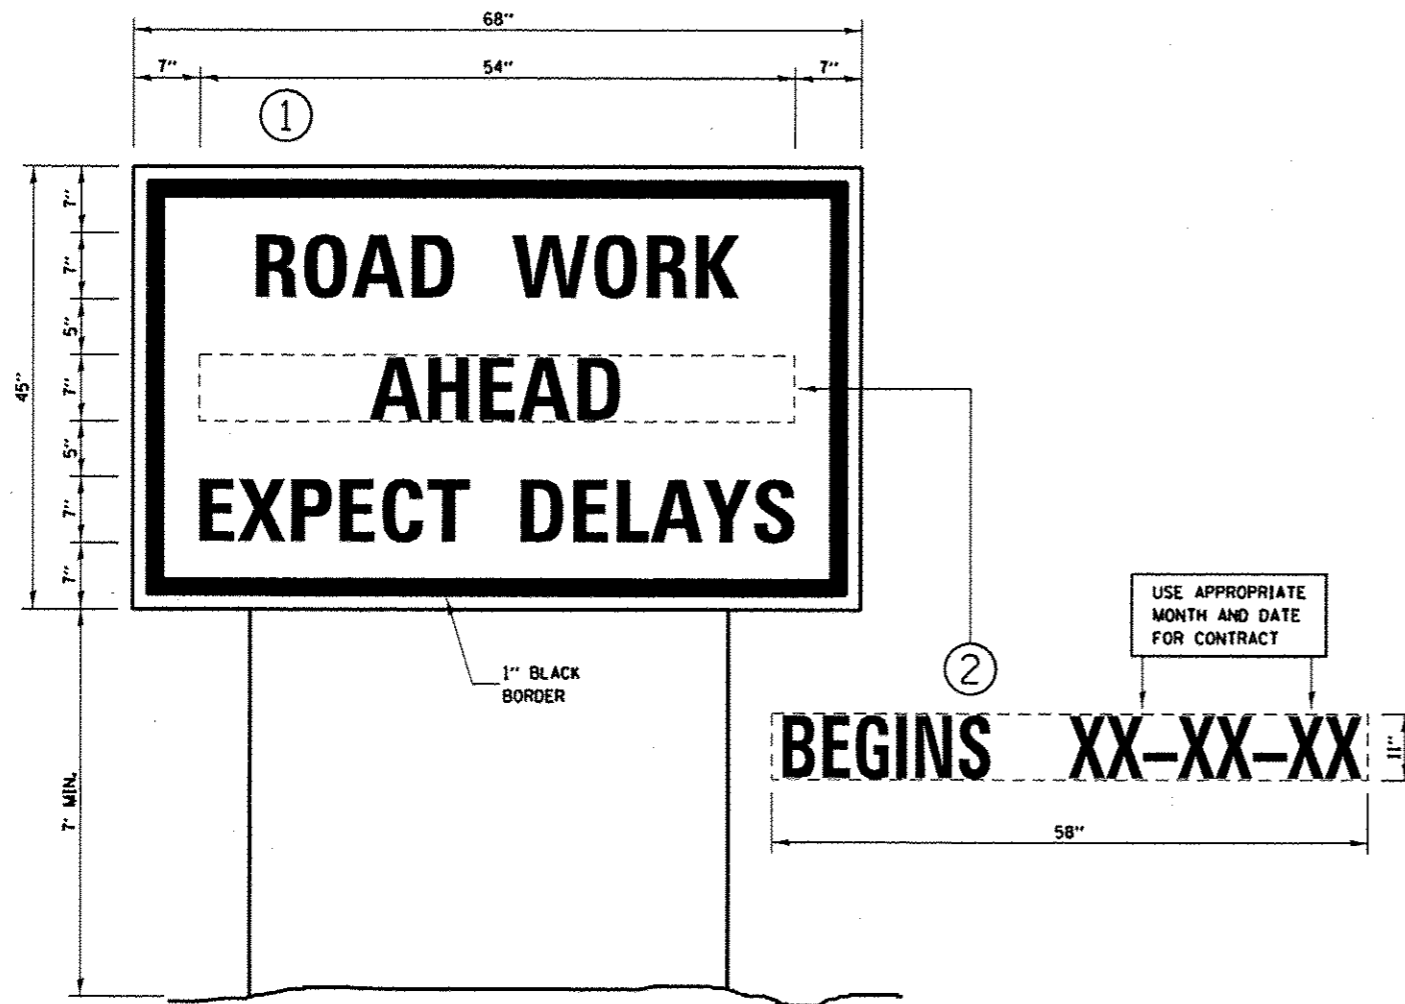 68"
7" 54" 7"
1
7"
7"
5"
7"
5"
7"
7"
45"
ROAD WORK
AHEAD
EXPECT DELAYS
1" BLACK
BORDER
7' MIN.
2
USE APPROPRIATE
MONTH AND DATE
FOR CONTRACT
BEGINS XX-XX-XX
11"
58"